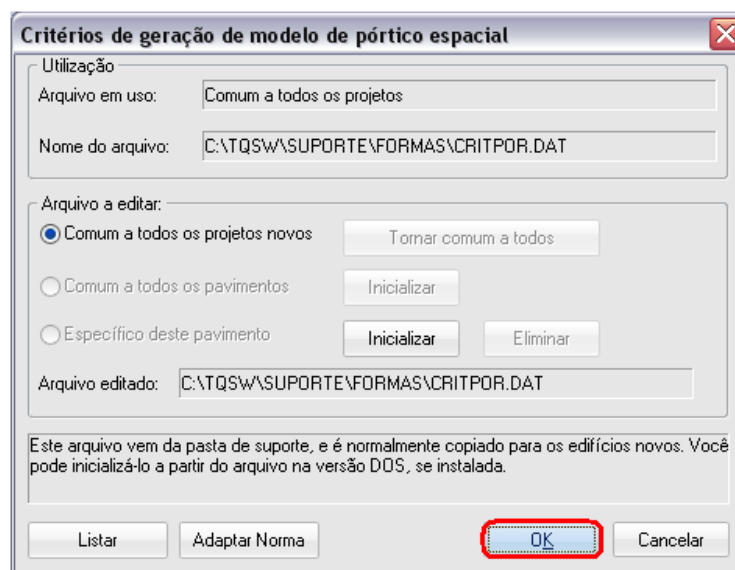 Critérios de geração de modelo de pórtico espacial
Utilização
Arquivo em uso: Comum a todos os projetos
Nome do arquivo: C:\TQSW\SUPORTE\FORMAS\CRITPOR.DAT
Arquivo a editar:
Comum a todos os projetos novos Tornar comum a todos
Comum a todos os pavimentos Inicializar
Específico deste pavimento Inicializar Eliminar
Arquivo editado: C:\TQSW\SUPORTE\FORMAS\CRITPOR.DAT
Este arquivo vem da pasta de suporte, e é normalmente copiado para os edifícios novos. Você
pode inicializá-lo a partir do arquivo na versão DOS, se instalada.
Listar Adaptar Norma OK Cancelar